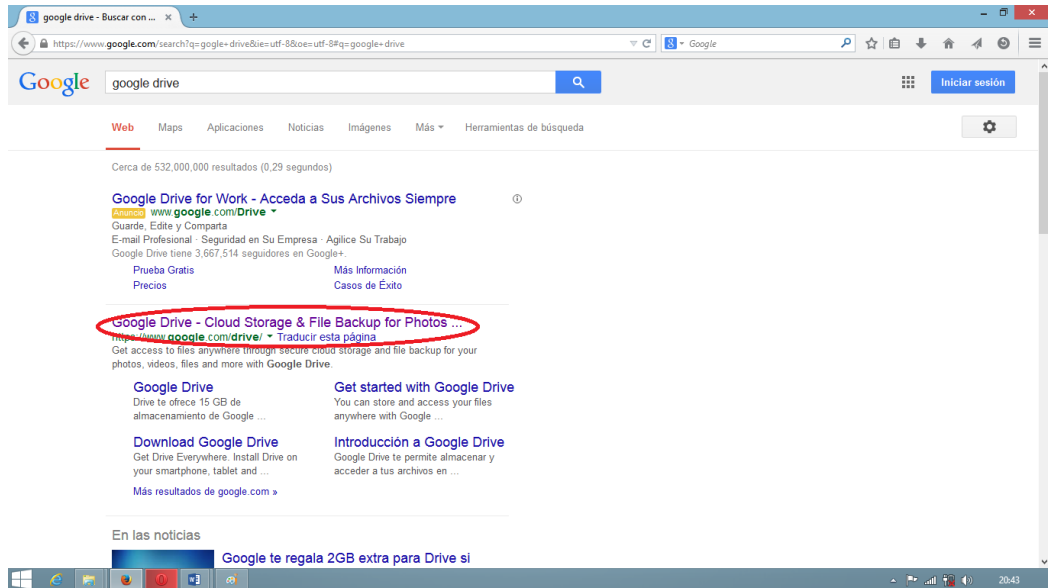 google drive - Buscar con ...
https://www.google.com/search?q=gogle+drive&ie=utf-8&oe=utf-8#q=google+drive
Google
Google
google drive
Iniciar sesión
Web Maps Aplicaciones Noticias Imágenes Más Herramientas de búsqueda
Cerca de 532,000,000 resultados (0,29 segundos)
Google Drive for Work - Acceda a Sus Archivos Siempre
Anuncio www.google.com/Drive
Guarde, Edite y Comparta
E-mail Profesional · Seguridad en Su Empresa · Agilice Su Trabajo
Google Drive tiene 3,667,514 seguidores en Google+.
Prueba Gratis Más Información
Precios Casos de Éxito
Google Drive - Cloud Storage & File Backup for Photos ...
https://www.google.com/drive/ Traducir esta página
Get access to files anywhere through secure cloud storage and file backup for your
photos, videos, files and more with Google Drive.
Google Drive
Drive te ofrece 15 GB de
almacenamiento de Google ...
Get started with Google Drive
You can store and access your files
anywhere with Google ...
Download Google Drive
Get Drive Everywhere. Install Drive on
your smartphone, tablet and ...
Introducción a Google Drive
Google Drive te permite almacenar y
acceder a tus archivos en ...
Más resultados de google.com »
En las noticias
Google te regala 2GB extra para Drive si
20:43